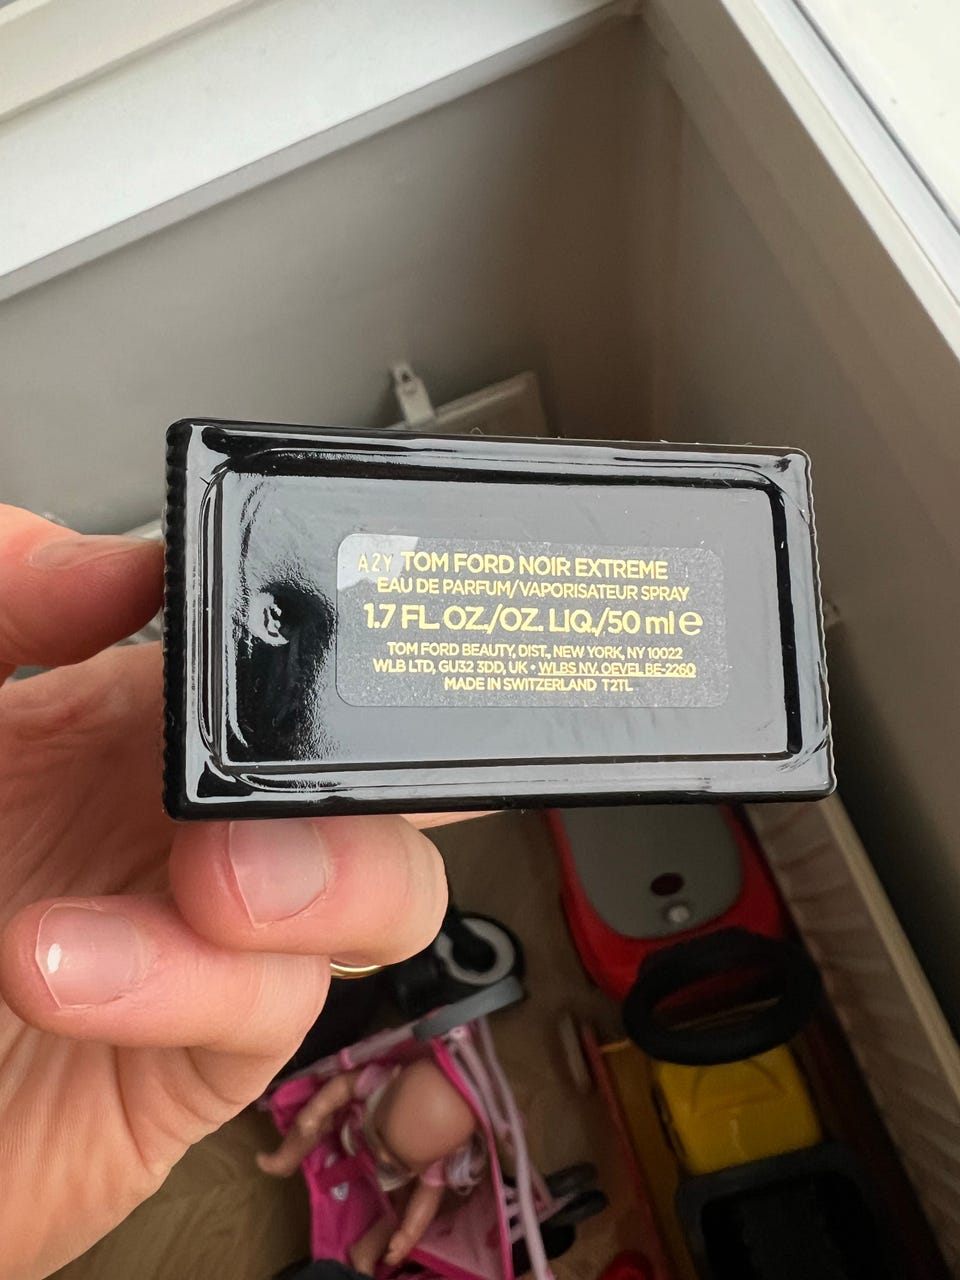 A2Y TOM FORD NOIR EXTREME
EAU DE PARFUM/VAPORISATEUR SPRAY
1.7 FL. OZ./OZ. LIQ./50 ml e
TOM FORD BEAUTY, DIST., NEW YORK, NY 10022
WLB LTD, GU32 3DD, UK • WLBS NV, OEVEL BE-2260
MADE IN SWITZERLAND T2TL